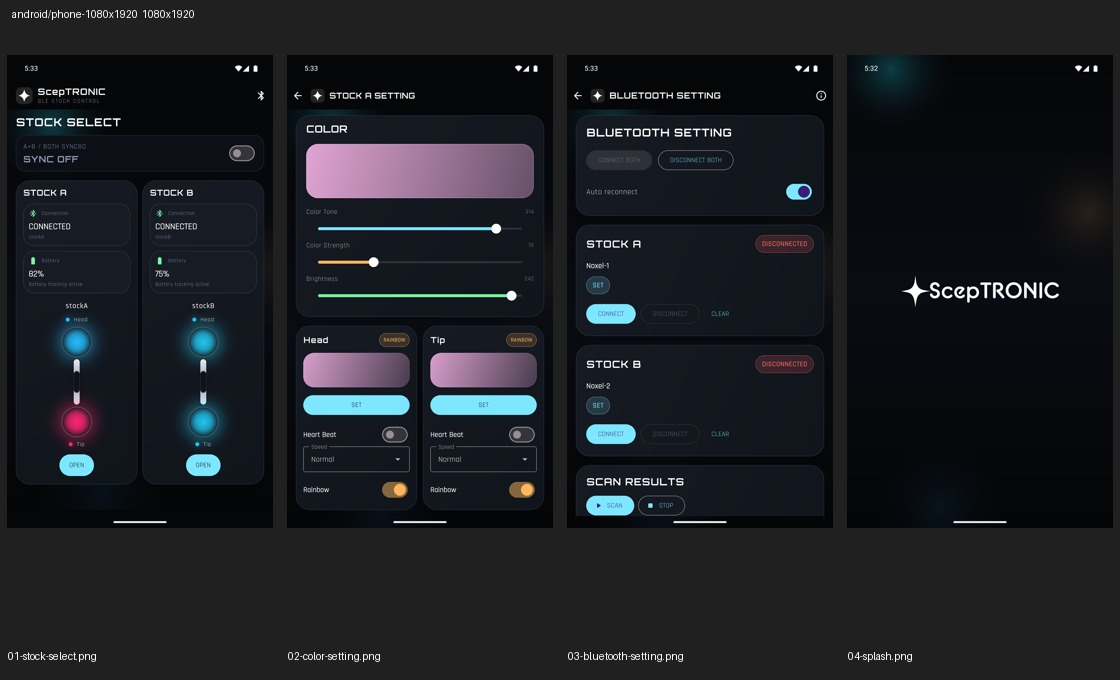 android/phone-1080x1920 1080x1920
5:33
ScepTRONIC
BLE STOCK CONTROL
STOCK SELECT
A+B / BOTH SYNCRO
SYNC OFF
STOCK A
Connection
CONNECTED
stockA
Battery
82%
Battery tracking active
stockA
Head
Tip
OPEN
STOCK B
Connection
CONNECTED
stockB
Battery
75%
Battery tracking active
stockB
Head
Tip
OPEN
01-stock-select.png
5:33
STOCK A SETTING
COLOR
Color Tone 314
Color Strength 70
Brightness 242
Head RAINBOW
SET
Heart Beat
Speed
Normal
Rainbow
Tip RAINBOW
SET
Heart Beat
Speed
Normal
Rainbow
02-color-setting.png
5:33
BLUETOOTH SETTING
BLUETOOTH SETTING
CONNECT BOTH DISCONNECT BOTH
Auto reconnect
STOCK A DISCONNECTED
Noxel-1
SET
CONNECT DISCONNECT CLEAR
STOCK B DISCONNECTED
Noxel-2
SET
CONNECT DISCONNECT CLEAR
SCAN RESULTS
SCAN STOP
03-bluetooth-setting.png
5:32
ScepTRONIC
04-splash.png